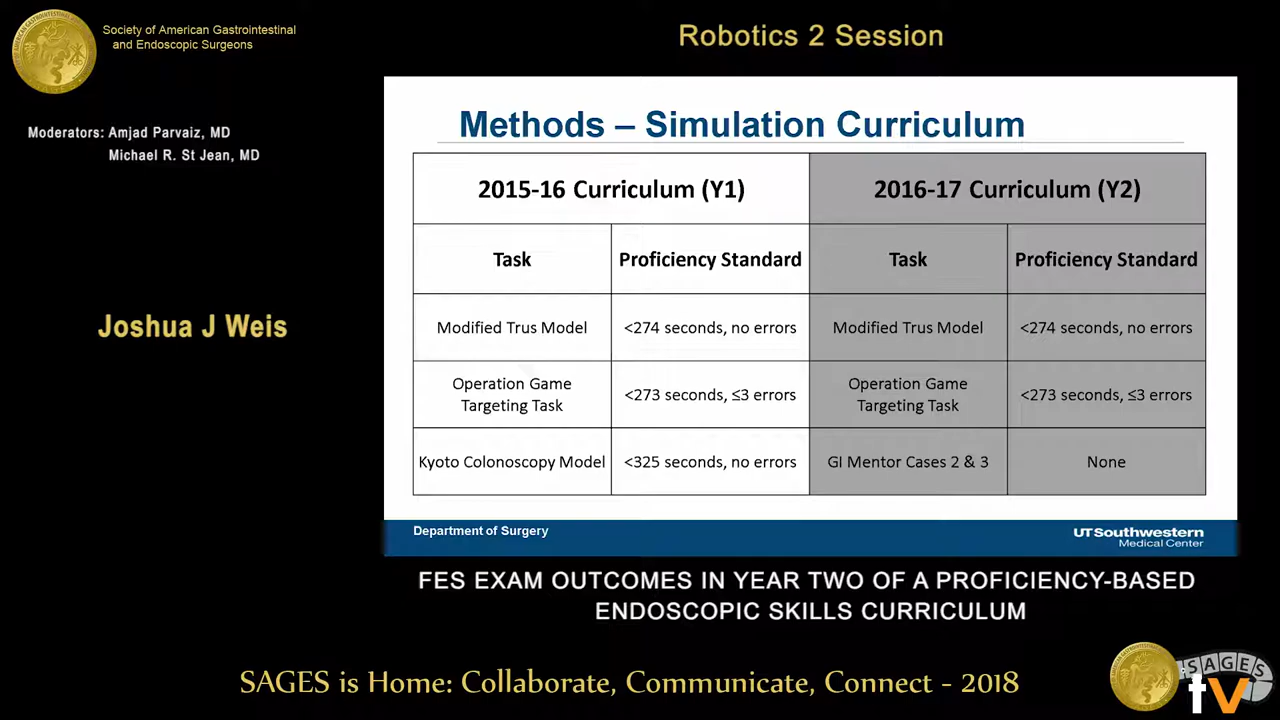 Society of American Gastrointestinal
and Endoscopic Surgeons
Robotics 2 Session
Moderators: Amjad Parvaiz, MD
Michael R. St Jean, MD
Joshua J Weis
Methods – Simulation Curriculum
2015-16 Curriculum (Y1) 2016-17 Curriculum (Y2)
Task Proficiency Standard Task Proficiency Standard
Modified Trus Model <274 seconds, no errors Modified Trus Model <274 seconds, no errors
Operation Game Targeting Task <273 seconds, ≤3 errors Operation Game Targeting Task <273 seconds, ≤3 errors
Kyoto Colonoscopy Model <325 seconds, no errors GI Mentor Cases 2 & 3 None
Department of Surgery
UTSouthwestern
Medical Center
FES EXAM OUTCOMES IN YEAR TWO OF A PROFICIENCY-BASED
ENDOSCOPIC SKILLS CURRICULUM
SAGES is Home: Collaborate, Communicate, Connect - 2018
SAGES
tv